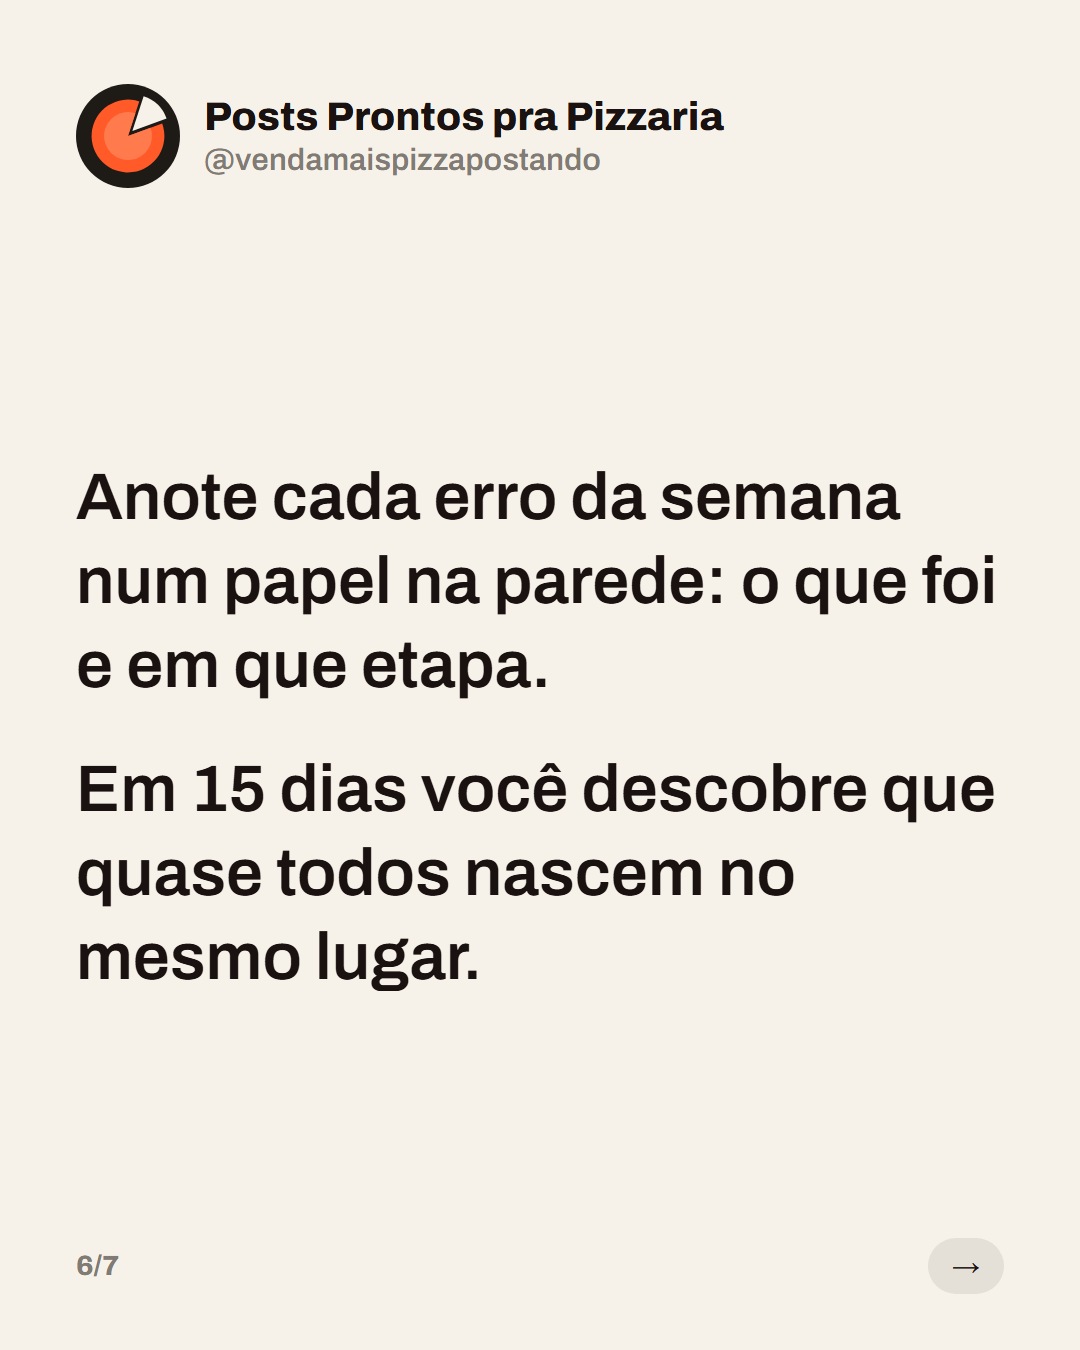 Posts Prontos pra Pizzaria
@vendamaispizzapostando
Anote cada erro da semana
num papel na parede: o que foi
e em que etapa.
Em 15 dias você descobre que
quase todos nascem no
mesmo lugar.
6/7
→